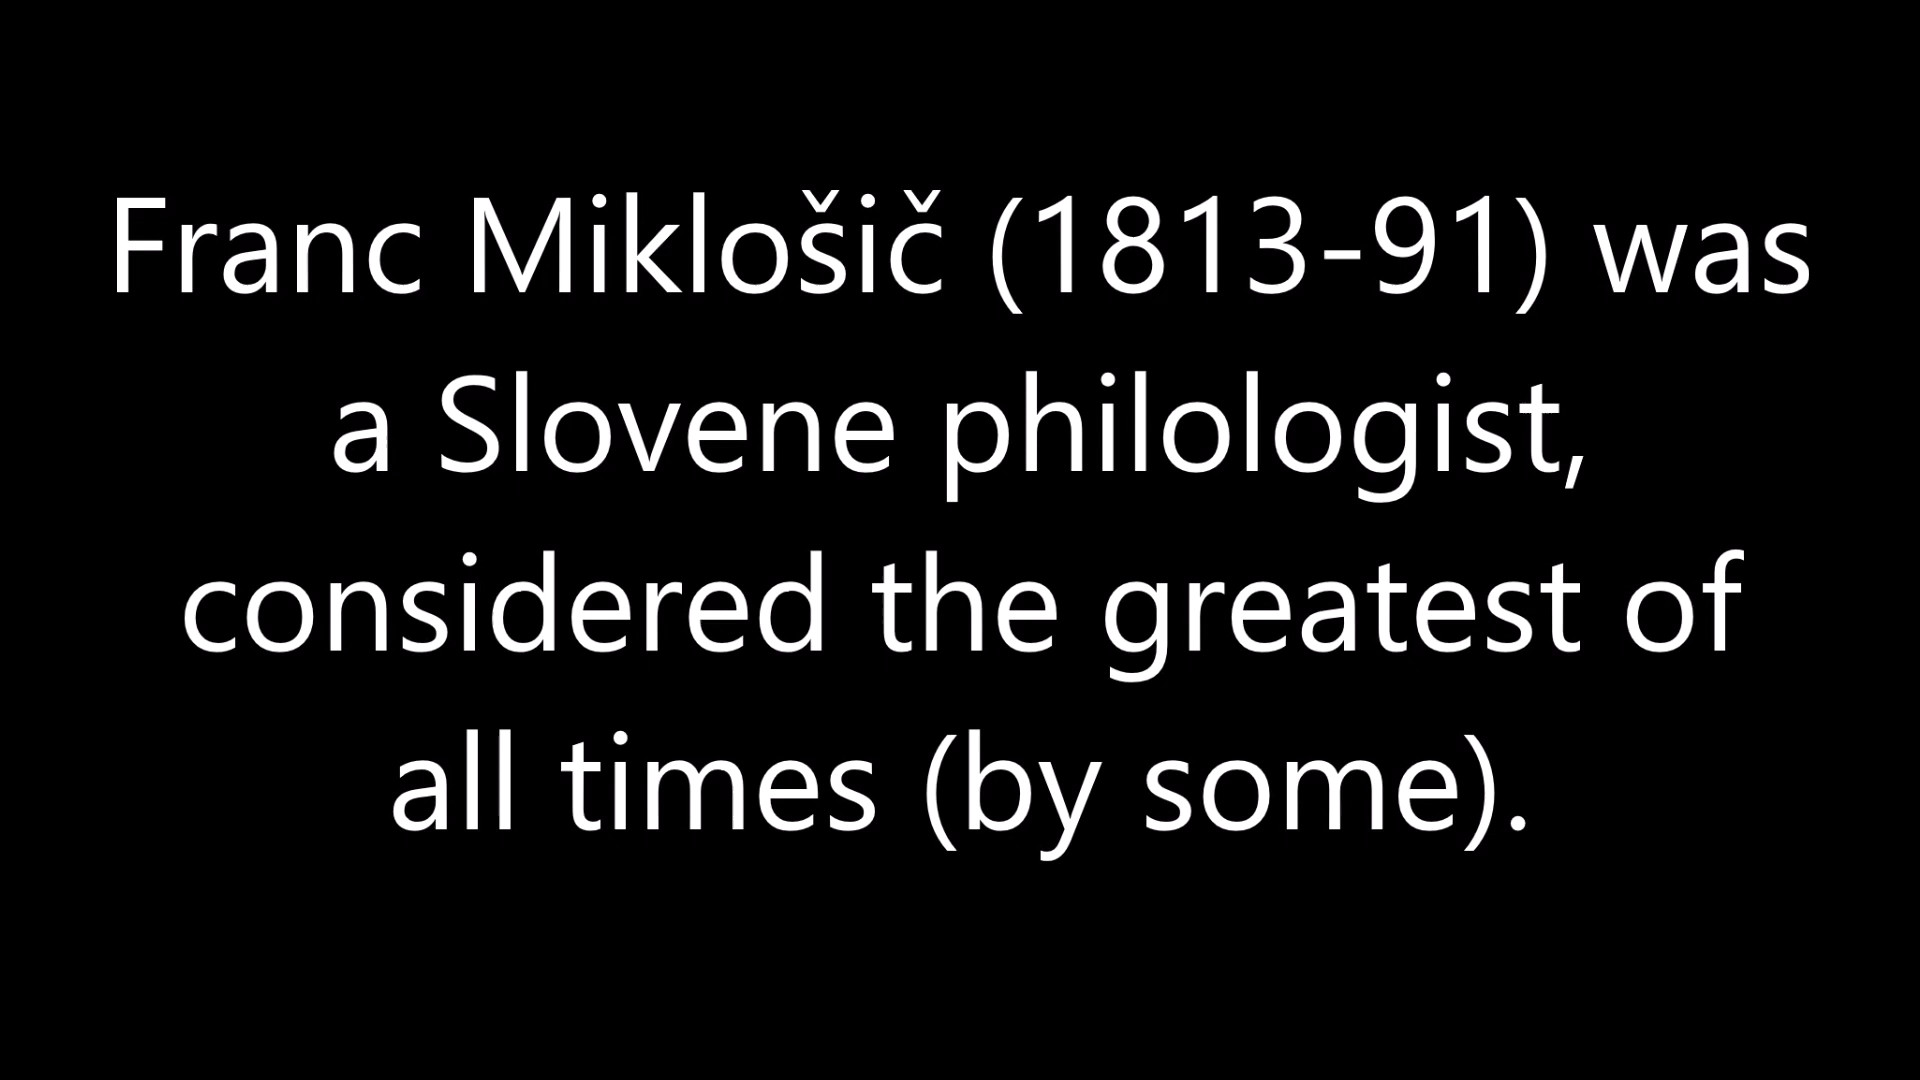 Franc Miklošič (1813-91) was
a Slovene philologist,
considered the greatest of
all times (by some).